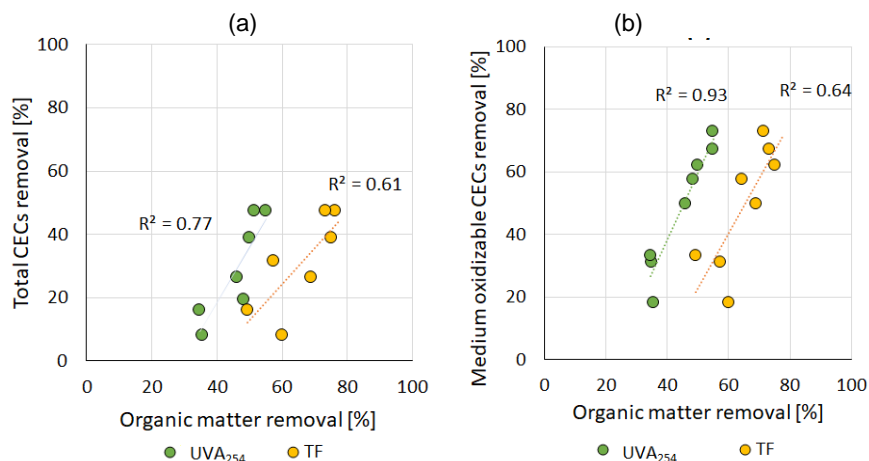 (a)
Total CECs removal [%]
100
80
60
40
20
0
R² = 0.77
R² = 0.61
0 20 40 60 80 100
Organic matter removal [%]
UVA₂₅₄ TF
(b)
Medium oxidizable CECs removal [%]
100
80
60
40
20
0
R² = 0.93
R² = 0.64
0 20 40 60 80 100
Organic matter removal [%]
UVA₂₅₄ TF